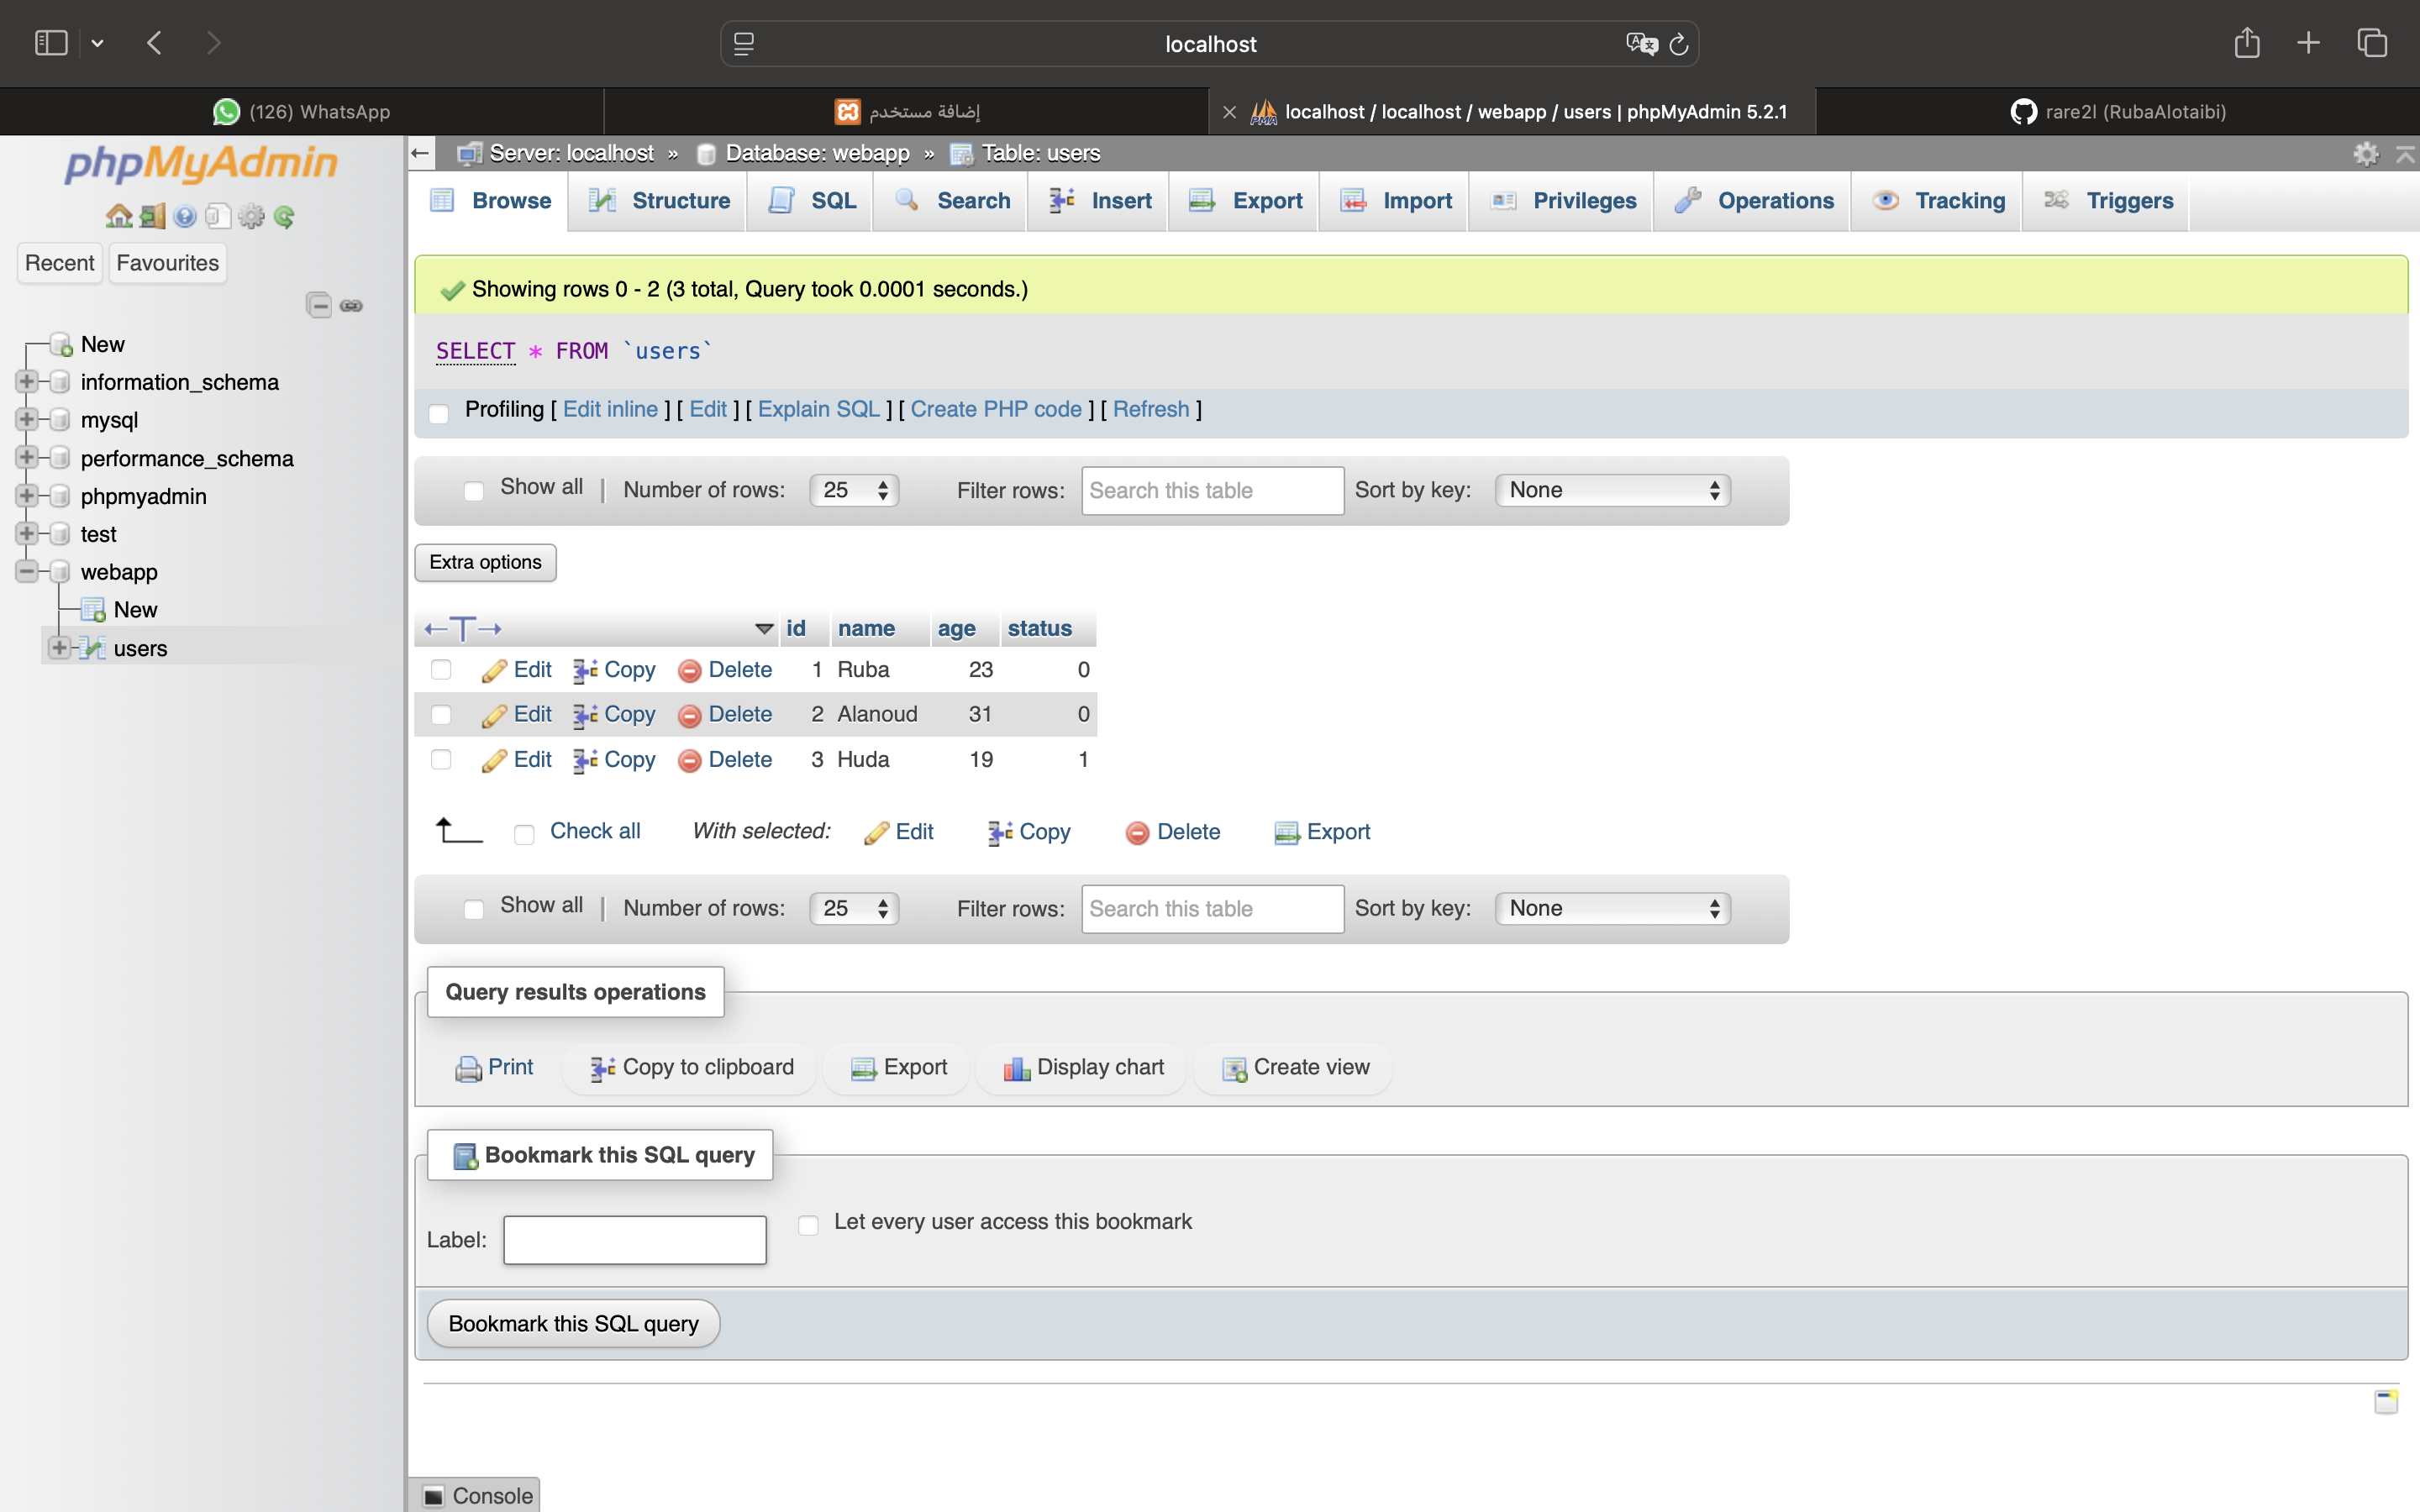 localhost
(126) WhatsApp
إضافة مستخدم
localhost / localhost / webapp / users | phpMyAdmin 5.2.1
rare2l (RubaAlotaibi)
phpMyAdmin
Recent Favourites
New
information_schema
mysql
performance_schema
phpmyadmin
test
webapp
New
users
Server: localhost » Database: webapp » Table: users
Browse Structure SQL Search Insert Export Import Privileges Operations Tracking Triggers
Showing rows 0 - 2 (3 total, Query took 0.0001 seconds.)
SELECT * FROM `users`
Profiling [ Edit inline ] [ Edit ] [ Explain SQL ] [ Create PHP code ] [ Refresh ]
Show all | Number of rows: 25 Filter rows: Search this table Sort by key: None
Extra options
←T→ id name age status
Edit Copy Delete 1 Ruba 23 0
Edit Copy Delete 2 Alanoud 31 0
Edit Copy Delete 3 Huda 19 1
Check all With selected: Edit Copy Delete Export
Show all | Number of rows: 25 Filter rows: Search this table Sort by key: None
Query results operations
Print Copy to clipboard Export Display chart Create view
Bookmark this SQL query
Label: Let every user access this bookmark
Bookmark this SQL query
Console